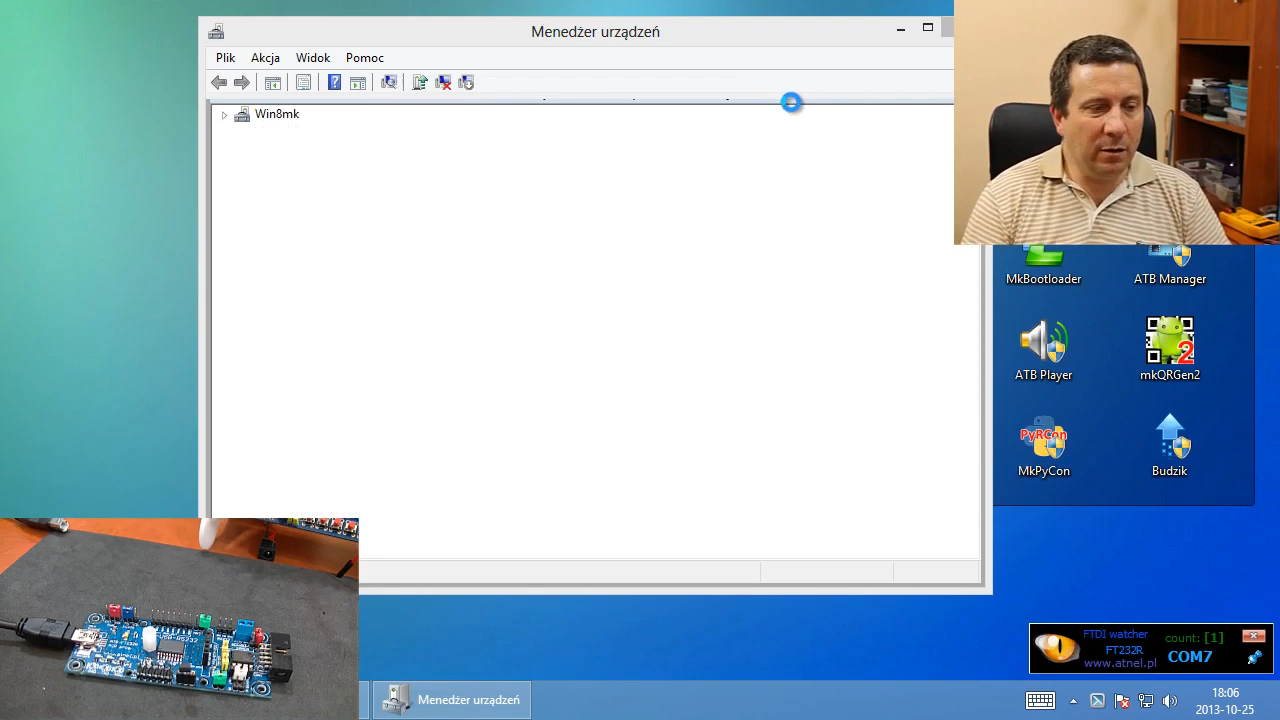 Menedżer urządzeń
Plik Akcja Widok Pomoc
Win8mk
MkBootloader
ATB Manager
ATB Player
mkQRGen2
PyRCon
MkPyCon
Budzik
FTDI watcher
count: [1]
FT232R
COM7
www.atnel.pl
Menedżer urządzeń
18:06
2013-10-25